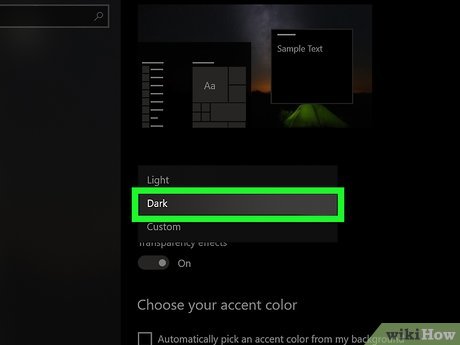 Sample Text
Aa
Light
Dark
Custom
Transparency effects
On
Choose your accent color
Automatically pick an accent color from my background
wikiHow